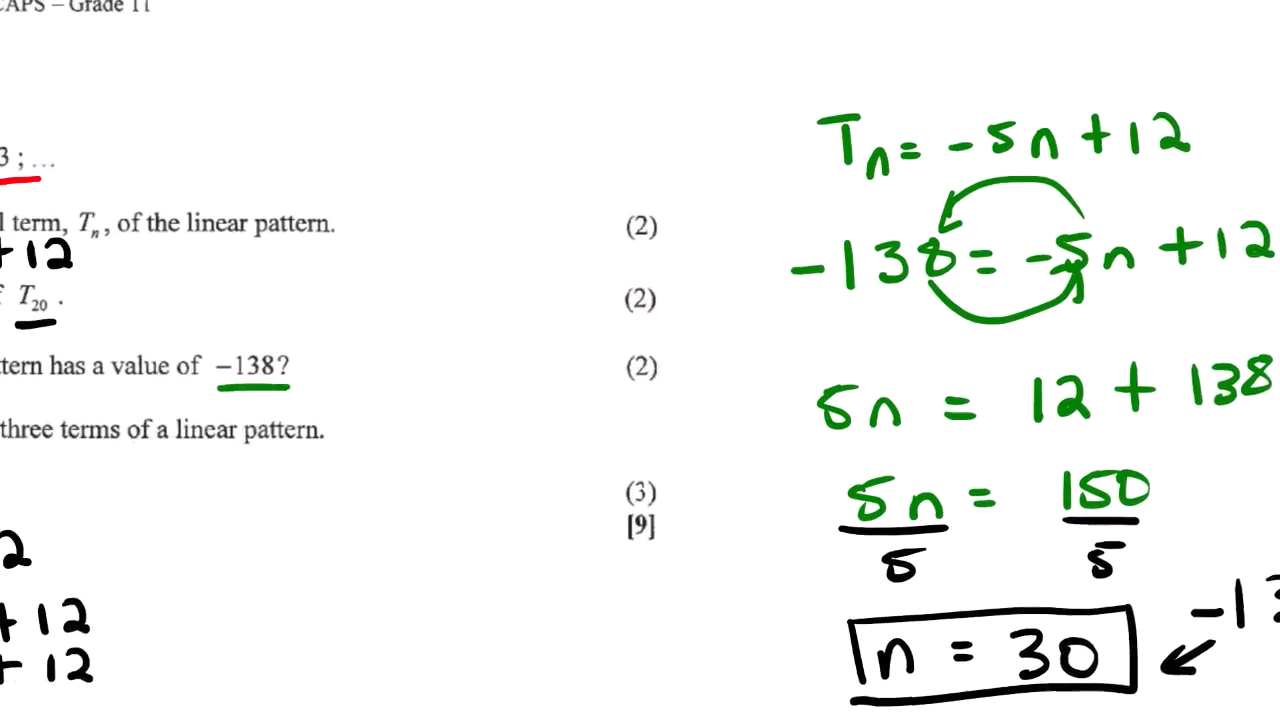 CAPS – Grade 11
3 ; ...
term, Tn, of the linear pattern. (2)
+ 12
T20 . (2)
has a value of –138? (2)
three terms of a linear pattern.
(3)
[9]
2
+ 12
+ 12
Tn = -5n + 12
-138 = -5n + 12
5n = 12 + 138
5n = 150
5 5
n = 30